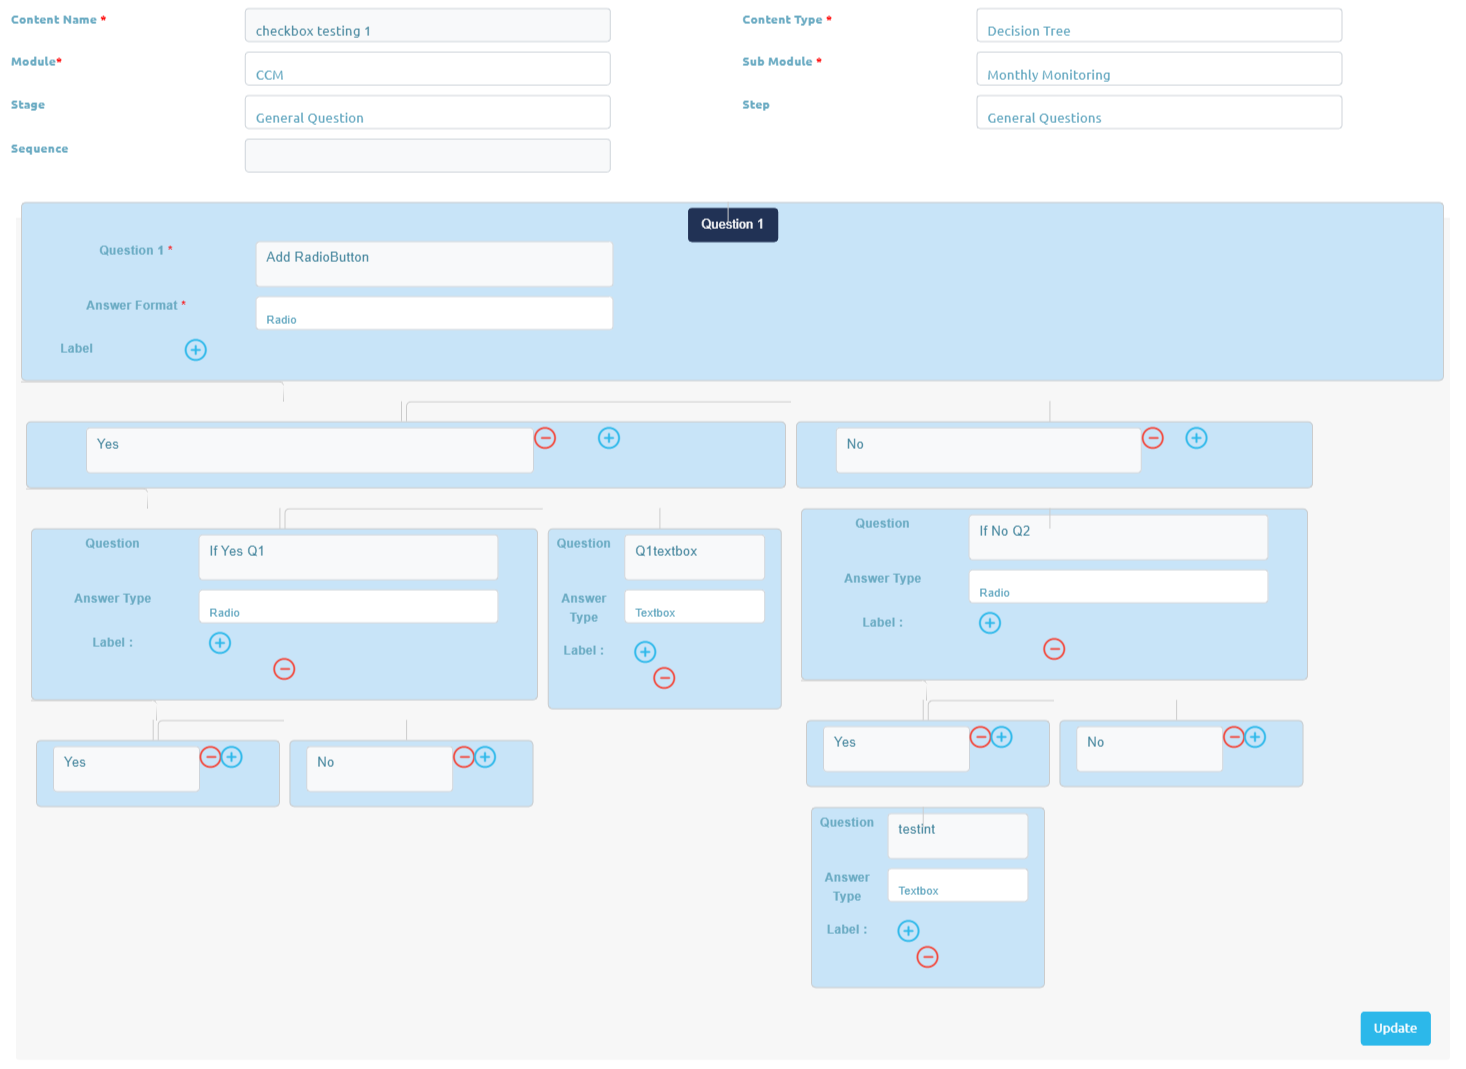 Content Name *
checkbox testing 1
Content Type *
Decision Tree
Module*
CCM
Sub Module *
Monthly Monitoring
Stage
General Question
Step
General Questions
Sequence
Question 1
Question 1 *
Add RadioButton
Answer Format *
Radio
Label
Yes
No
Question
If Yes Q1
Answer Type
Radio
Label :
Question
Q1textbox
Answer
Type
Textbox
Label :
Question
If No Q2
Answer Type
Radio
Label :
Yes
No
Yes
No
Question
testint
Answer
Type
Textbox
Label :
Update